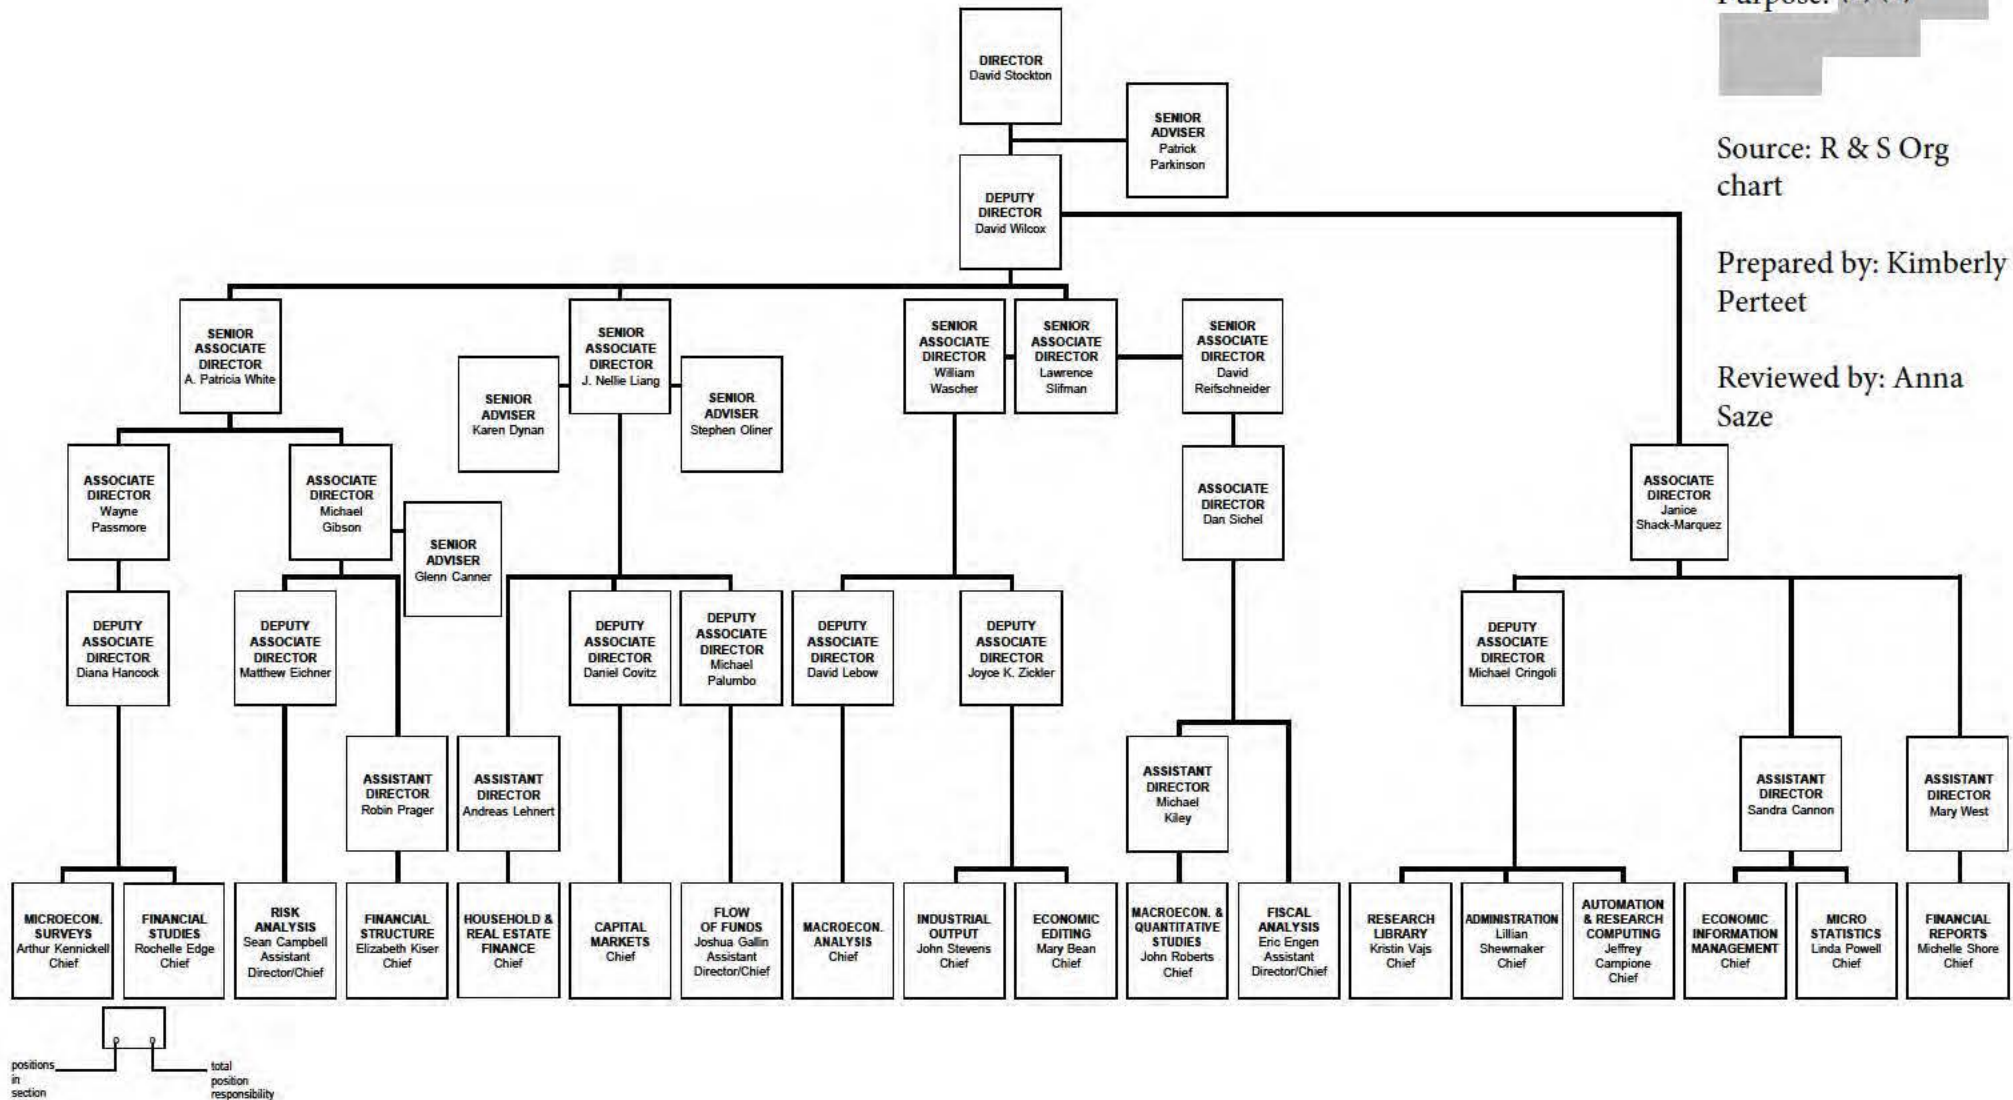 DIRECTOR
David Stockton
SENIOR
ADVISER
Patrick
Parkinson
Source: R & S Org
chart
Prepared by: Kimberly
Perteet
Reviewed by: Anna
Saze
DEPUTY
DIRECTOR
David Wilcox
SENIOR
ASSOCIATE
DIRECTOR
A. Patricia White
SENIOR
ASSOCIATE
DIRECTOR
J. Nellie Liang
SENIOR
ADVISER
Karen Dynan
SENIOR
ADVISER
Stephen Oliner
SENIOR
ASSOCIATE
DIRECTOR
William
Wascher
SENIOR
ASSOCIATE
DIRECTOR
Lawrence
Slifman
SENIOR
ASSOCIATE
DIRECTOR
David
Reifschneider
ASSOCIATE
DIRECTOR
Wayne
Passmore
ASSOCIATE
DIRECTOR
Michael
Gibson
SENIOR
ADVISER
Glenn Canner
ASSOCIATE
DIRECTOR
Dan Sichel
ASSOCIATE
DIRECTOR
Janice
Shack-Marquez
DEPUTY
ASSOCIATE
DIRECTOR
Diana Hancock
DEPUTY
ASSOCIATE
DIRECTOR
Matthew Eichner
DEPUTY
ASSOCIATE
DIRECTOR
Daniel Covitz
DEPUTY
ASSOCIATE
DIRECTOR
Michael
Palumbo
DEPUTY
ASSOCIATE
DIRECTOR
David Lebow
DEPUTY
ASSOCIATE
DIRECTOR
Joyce K. Zickler
DEPUTY
ASSOCIATE
DIRECTOR
Michael Cringoli
ASSISTANT
DIRECTOR
Robin Prager
ASSISTANT
DIRECTOR
Andreas Lehnert
ASSISTANT
DIRECTOR
Michael
Kiley
ASSISTANT
DIRECTOR
Sandra Cannon
ASSISTANT
DIRECTOR
Mary West
MICROECON.
SURVEYS
Arthur Kennickell
Chief
FINANCIAL
STUDIES
Rochelle Edge
Chief
RISK
ANALYSIS
Sean Campbell
Assistant
Director/Chief
FINANCIAL
STRUCTURE
Elizabeth Kiser
Chief
HOUSEHOLD &
REAL ESTATE
FINANCE
Chief
CAPITAL
MARKETS
Chief
FLOW
OF FUNDS
Joshua Gallin
Assistant
Director/Chief
MACROECON.
ANALYSIS
Chief
INDUSTRIAL
OUTPUT
John Stevens
Chief
ECONOMIC
EDITING
Mary Bean
Chief
MACROECON. &
QUANTITATIVE
STUDIES
John Roberts
Chief
FISCAL
ANALYSIS
Eric Engen
Assistant
Director/Chief
RESEARCH
LIBRARY
Kristin Vajs
Chief
ADMINISTRATION
Lillian
Shewmaker
Chief
AUTOMATION
& RESEARCH
COMPUTING
Jeffrey
Campione
Chief
ECONOMIC
INFORMATION
MANAGEMENT
Chief
MICRO
STATISTICS
Linda Powell
Chief
FINANCIAL
REPORTS
Michelle Shore
Chief
0 0
positions
in
section
total
position
responsibility